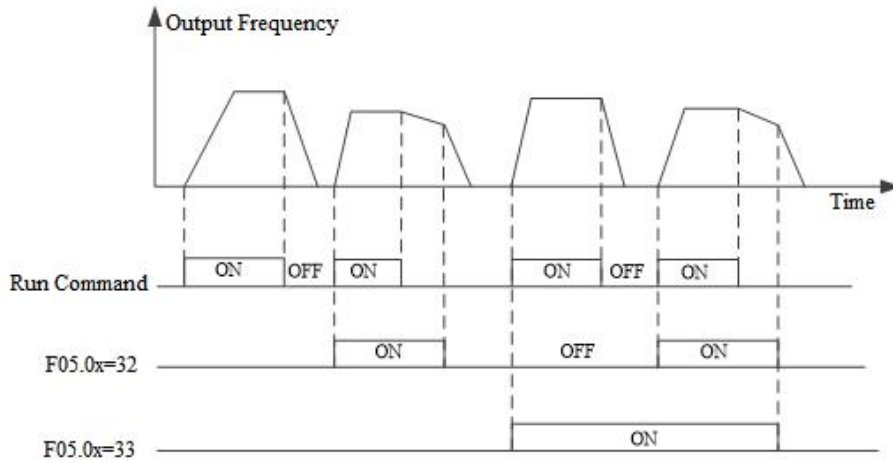 Output Frequency
Time
Run Command ON OFF ON ON OFF ON
F05.0x=32 ON OFF ON
F05.0x=33 ON